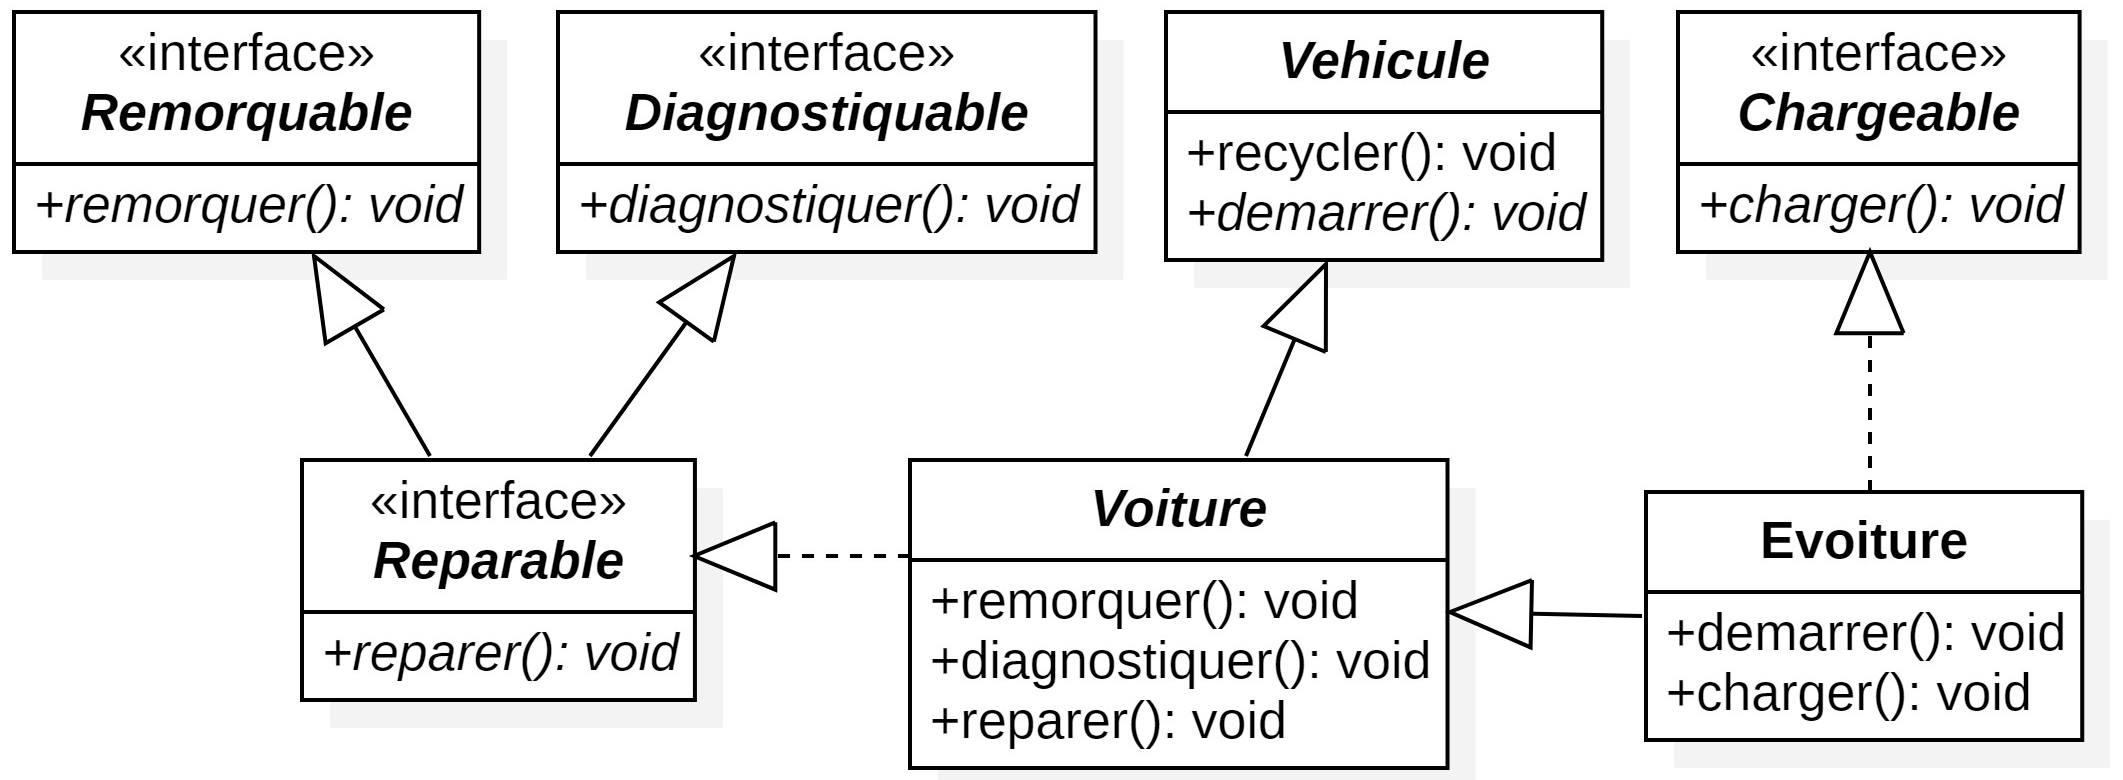 «interface»
Remorquable
+remorquer(): void
«interface»
Diagnostiquable
+diagnostiquer(): void
Vehicule
+recycler(): void
+demarrer(): void
«interface»
Chargeable
+charger(): void
«interface»
Reparable
+reparer(): void
Voiture
+remorquer(): void
+diagnostiquer(): void
+reparer(): void
Evoiture
+demarrer(): void
+charger(): void